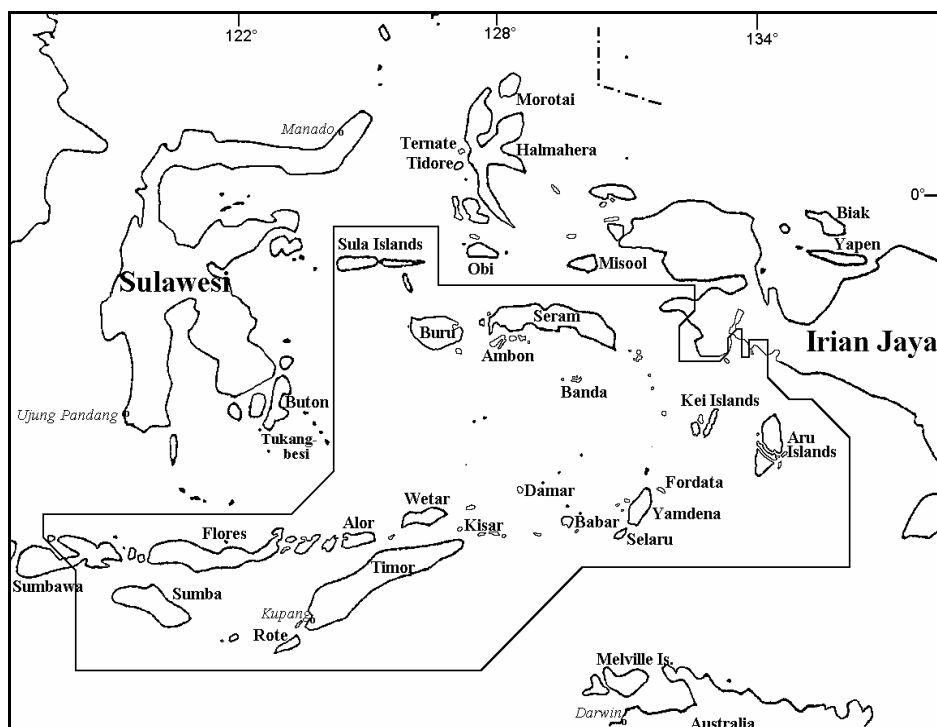 122°
128°
134°
Morotai
Manado
Ternate
Tidore
Halmahera
0°
Biak
Yapen
Sula Islands
Obi
Misool
Sulawesi
Buru
Seram
Ambon
Irian Jaya
Banda
Kei Islands
Ujung Pandang
Buton
Tukang-
besi
Aru
Islands
Fordata
Damar
Wetar
Yamdena
Kisar
Babar
Alor
Flores
Selaru
Timor
Sumbawa
Sumba
Kupang
Rote
Melville Is.
Darwin
Australia